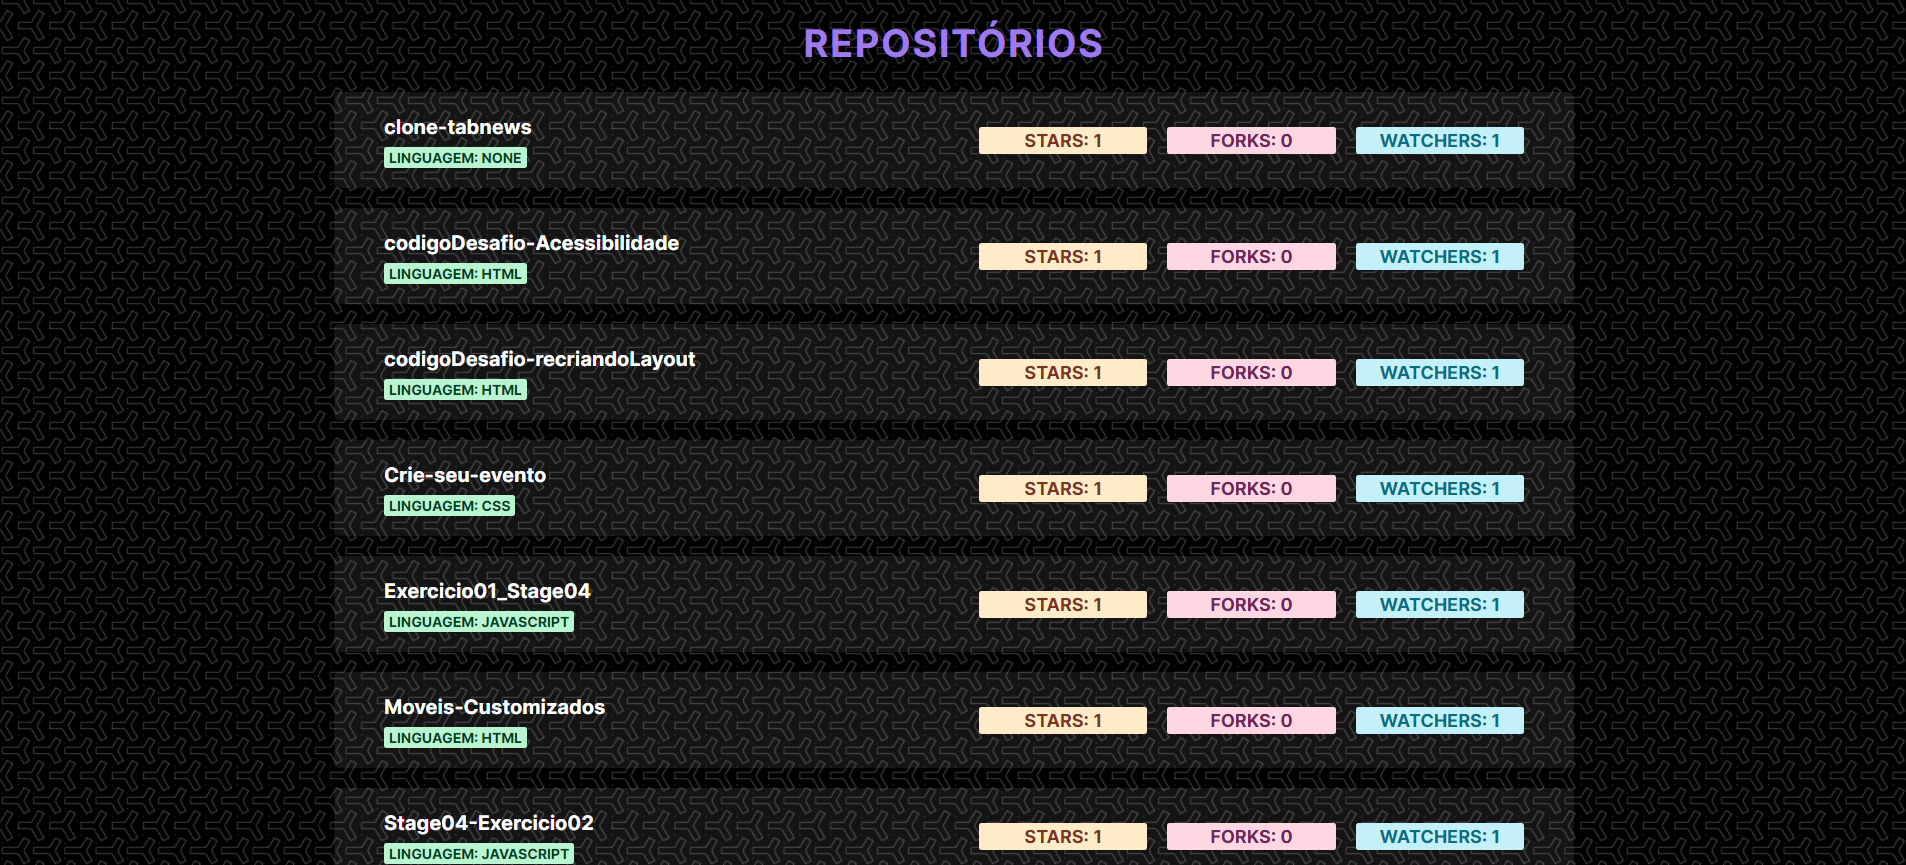 REPOSITÓRIOS
clone-tabnews
LINGUAGEM: NONE
STARS: 1
FORKS: 0
WATCHERS: 1
codigoDesafio-Acessibilidade
LINGUAGEM: HTML
STARS: 1
FORKS: 0
WATCHERS: 1
codigoDesafio-recriandoLayout
LINGUAGEM: HTML
STARS: 1
FORKS: 0
WATCHERS: 1
Crie-seu-evento
LINGUAGEM: CSS
STARS: 1
FORKS: 0
WATCHERS: 1
Exercicio01_Stage04
LINGUAGEM: JAVASCRIPT
STARS: 1
FORKS: 0
WATCHERS: 1
Moveis-Customizados
LINGUAGEM: HTML
STARS: 1
FORKS: 0
WATCHERS: 1
Stage04-Exercicio02
LINGUAGEM: JAVASCRIPT
STARS: 1
FORKS: 0
WATCHERS: 1